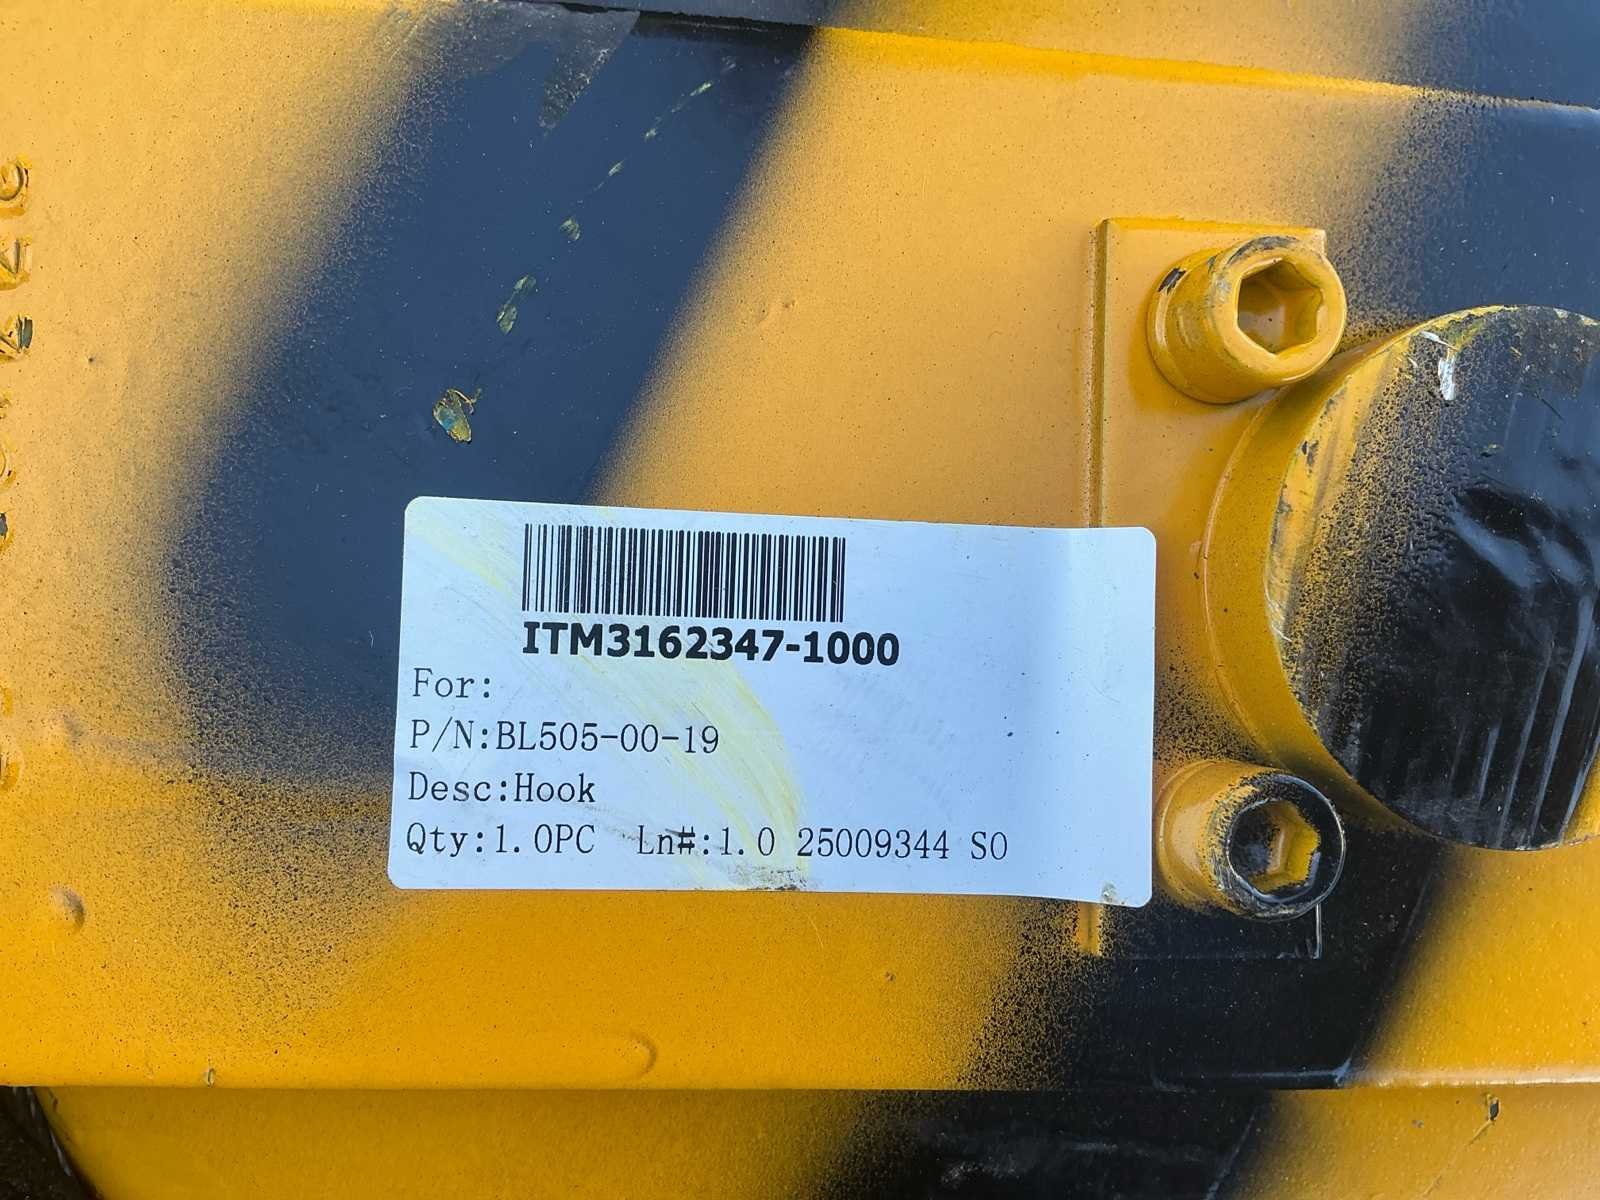 ITM3162347-1000
For:
P/N:BL505-00-19
Desc:Hook
Qty:1.0PC Ln#:1.0 25009344 SO